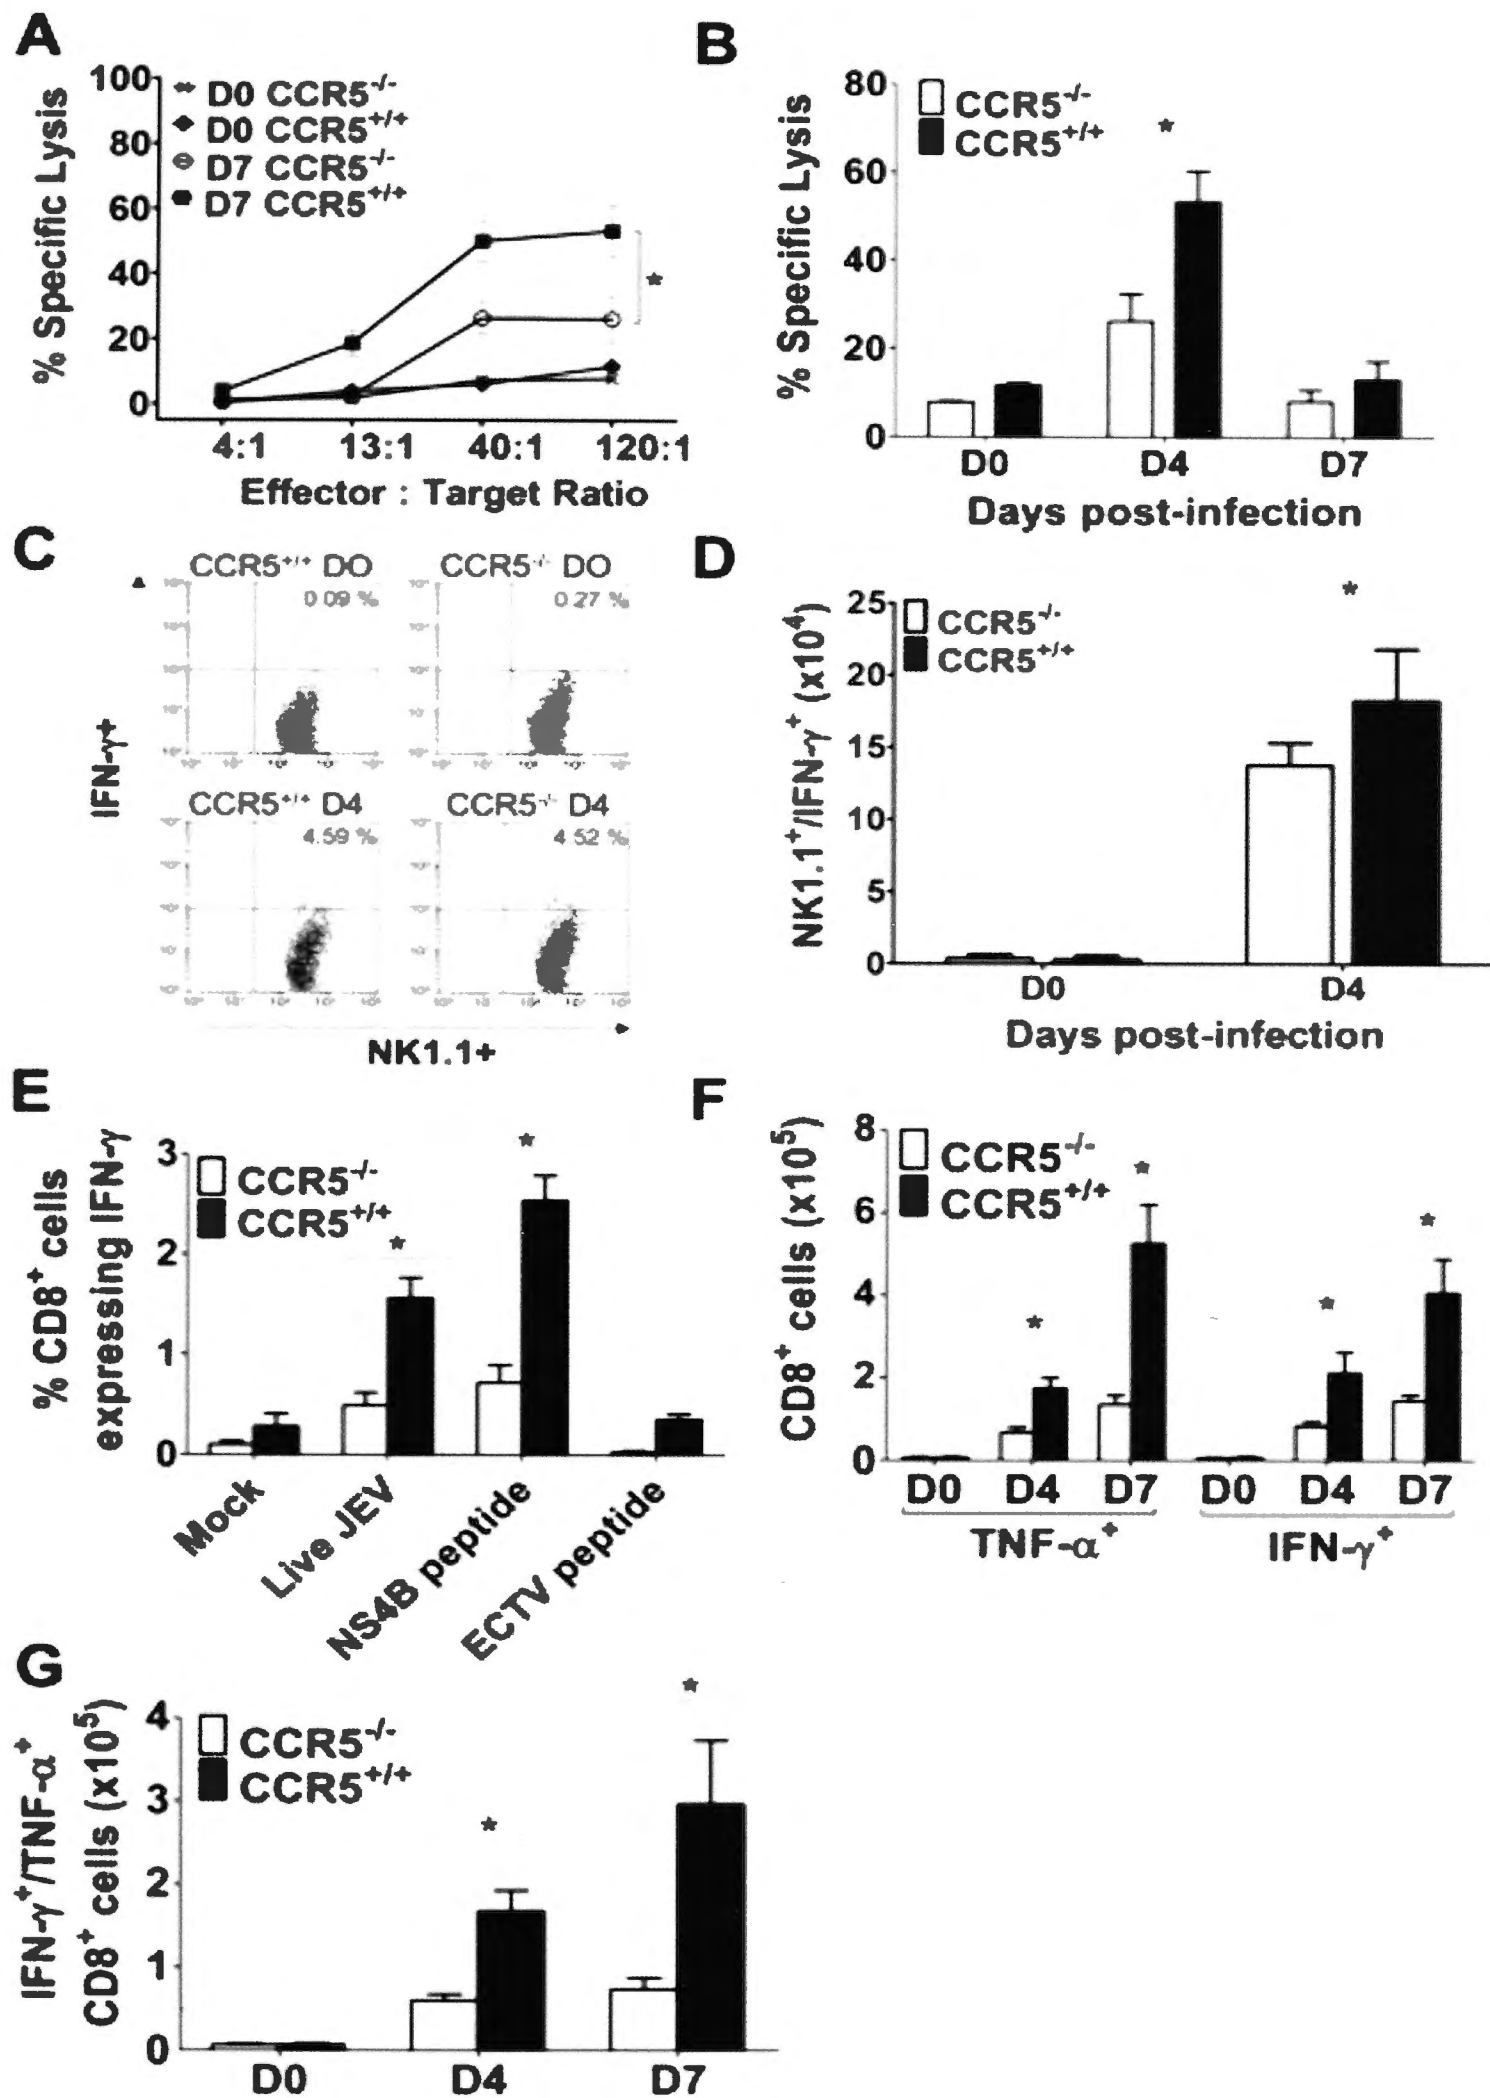 A
100
80
60
40
20
0
% Specific Lysis
D0 CCR5-/-
D0 CCR5+/+
D7 CCR5-/-
D7 CCR5+/+
*
4:1 13:1 40:1 120:1
Effector : Target Ratio
B
80
60
40
20
0
% Specific Lysis
CCR5-/-
CCR5+/+
*
D0 D4 D7
Days post-infection
C
CCR5+/+ DO
0.09 %
CCR5-/- DO
0.27 %
CCR5+/+ D4
4.59 %
CCR5-/- D4
4.52 %
IFN-γ+
NK1.1+
D
25
20
15
10
5
0
NK1.1+/IFN-γ+ (x10⁴)
CCR5-/-
CCR5+/+
*
D0 D4
Days post-infection
E
3
2
1
0
% CD8+ cells
expressing IFN-γ
CCR5-/-
CCR5+/+
*
*
Mock
Live JEV
NS4B peptide
ECTV peptide
F
8
6
4
2
0
CD8+ cells (x10⁵)
CCR5-/-
CCR5+/+
*
*
*
*
D0 D4 D7 D0 D4 D7
TNF-α+ IFN-γ+
G
4
3
2
1
0
IFN-γ+/TNF-α+
CD8+ cells (x10⁵)
CCR5-/-
CCR5+/+
*
*
D0 D4 D7